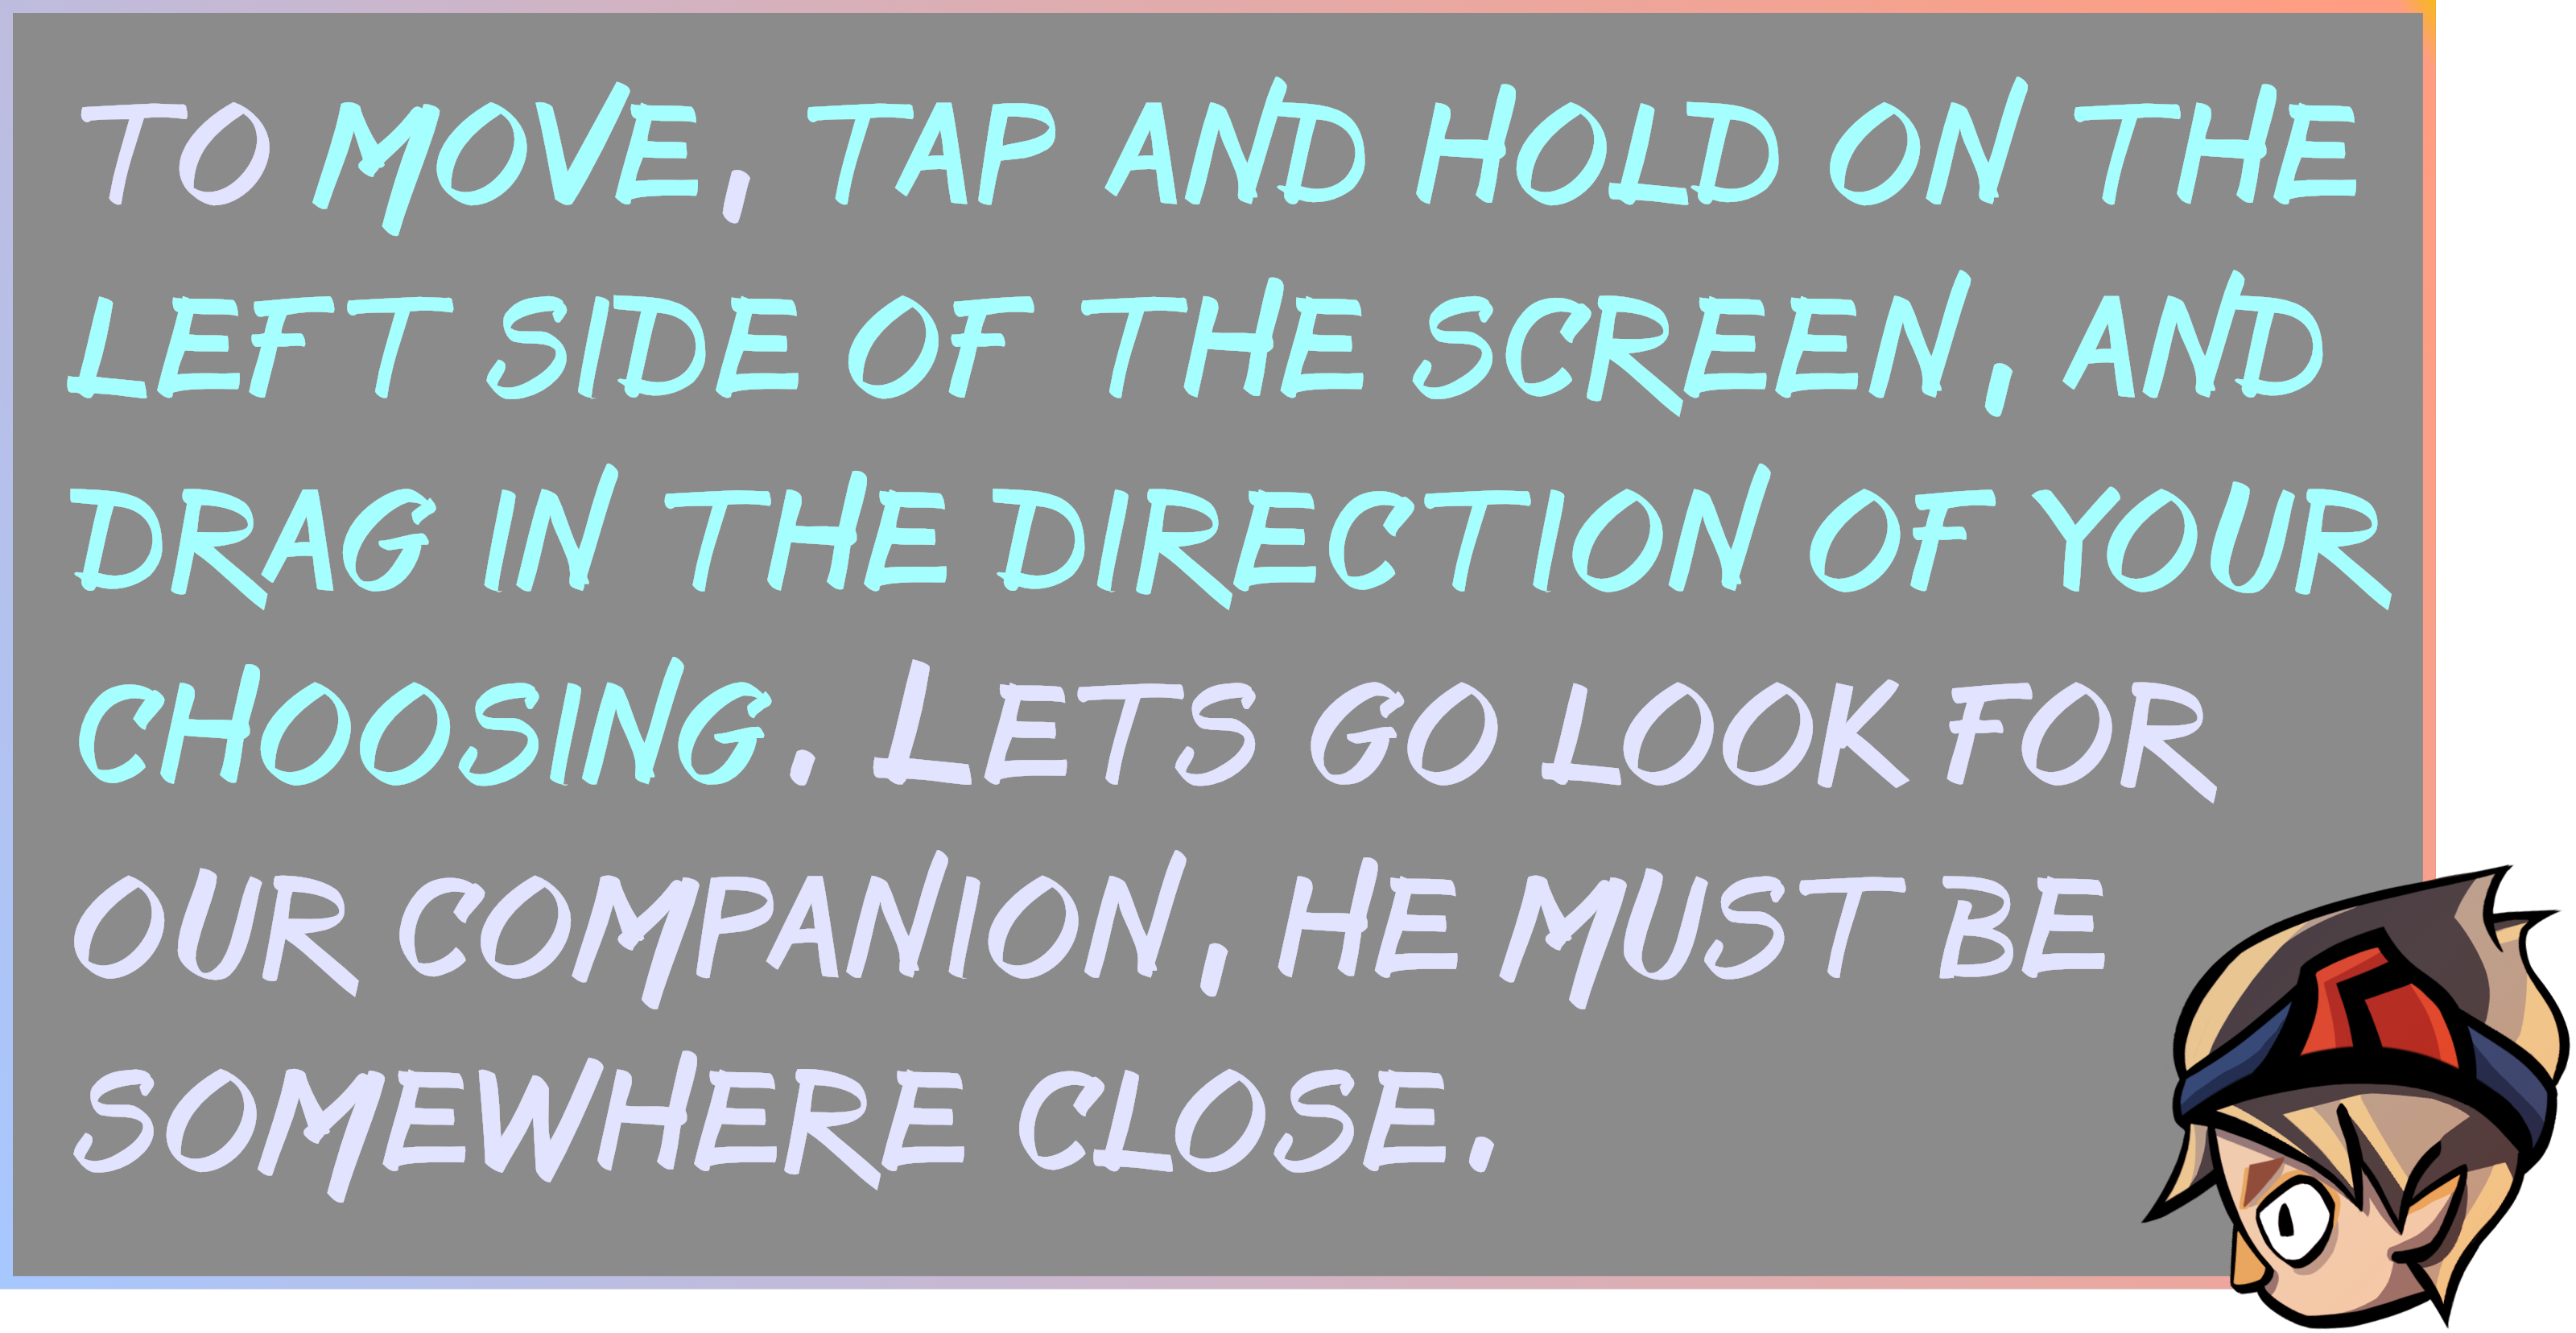 TO MOVE, TAP AND HOLD ON THE
LEFT SIDE OF THE SCREEN, AND
DRAG IN THE DIRECTION OF YOUR
CHOOSING. LETS GO LOOK FOR
OUR COMPANION, HE MUST BE
SOMEWHERE CLOSE.